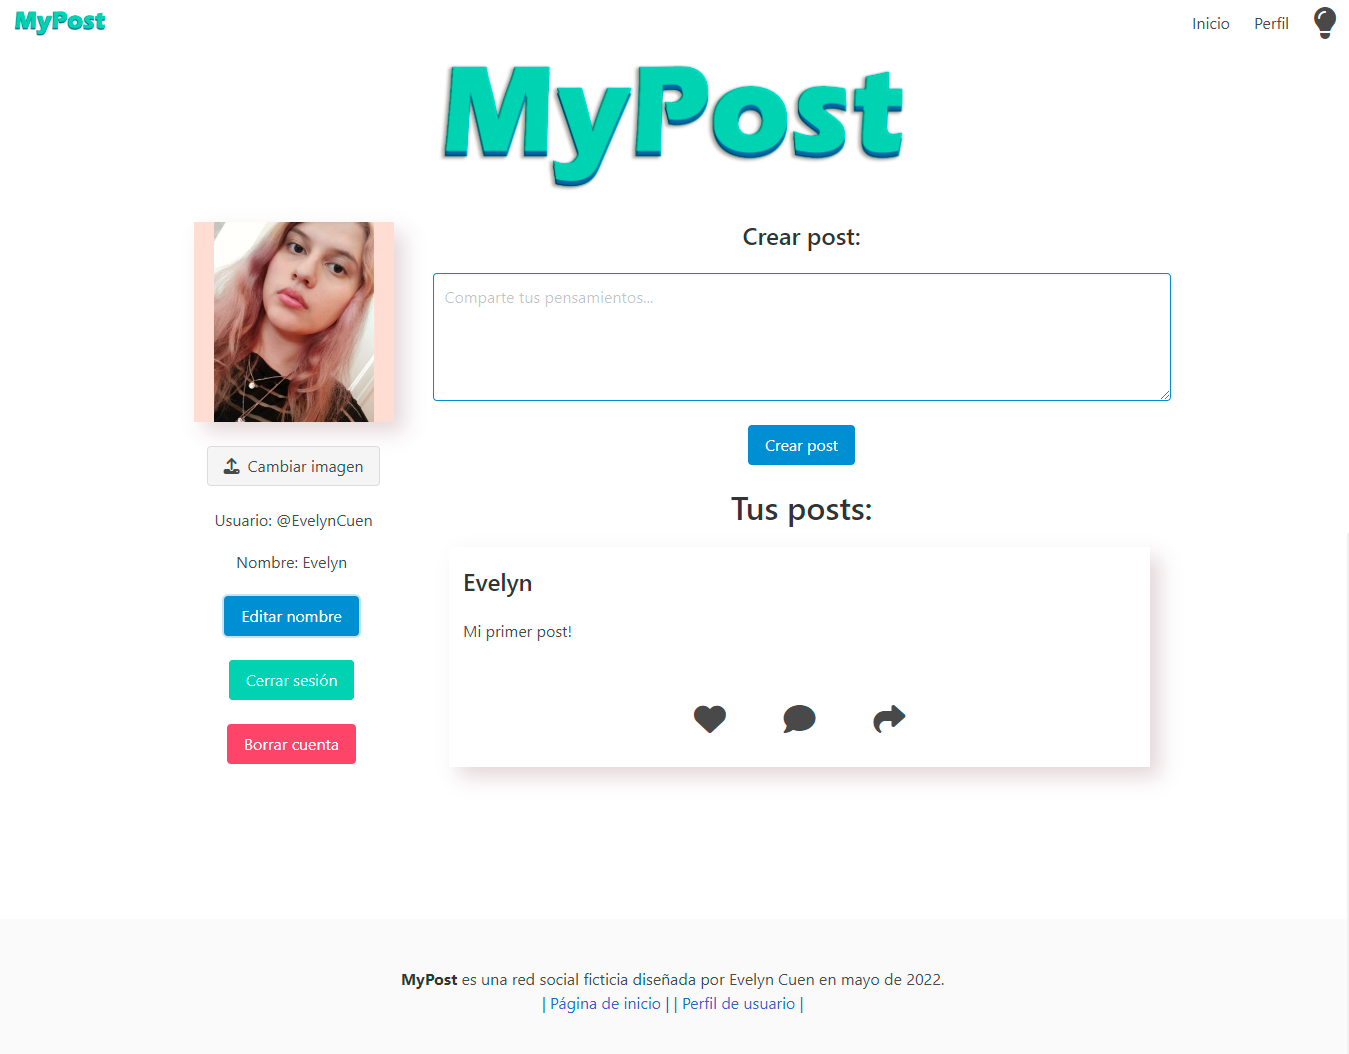 MyPost
Inicio
Perfil
MyPost
Crear post:
Comparte tus pensamientos...
Crear post
Cambiar imagen
Usuario: @EvelynCuen
Nombre: Evelyn
Editar nombre
Cerrar sesión
Borrar cuenta
Tus posts:
Evelyn
Mi primer post!
MyPost es una red social ficticia diseñada por Evelyn Cuen en mayo de 2022.
| Página de inicio | | Perfil de usuario |